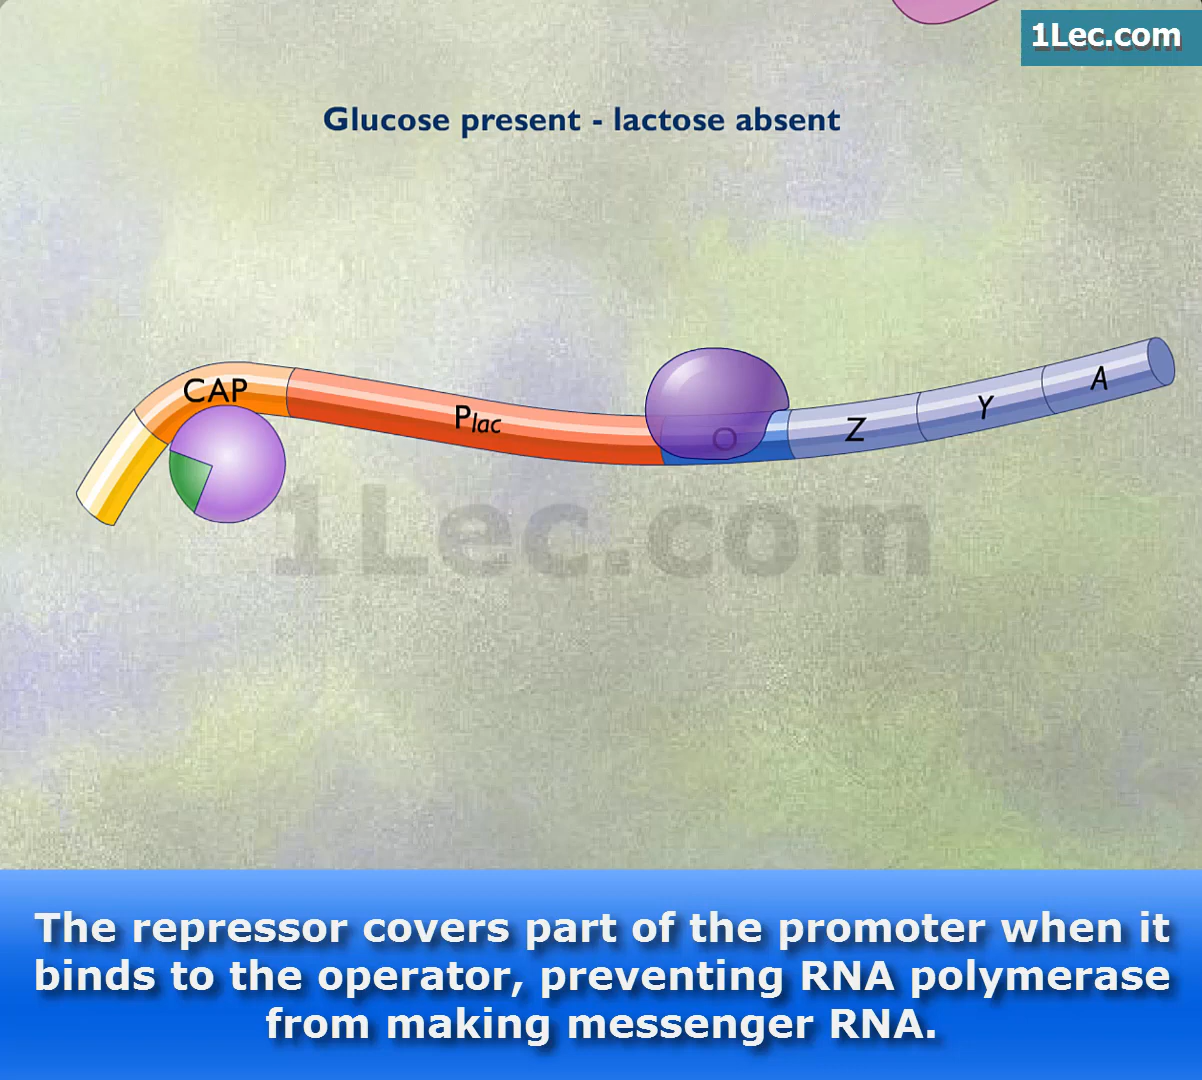 1Lec.com
Glucose present - lactose absent
CAP
Plac
O
Z
Y
A
1Lec.com
The repressor covers part of the promoter when it
binds to the operator, preventing RNA polymerase
from making messenger RNA.